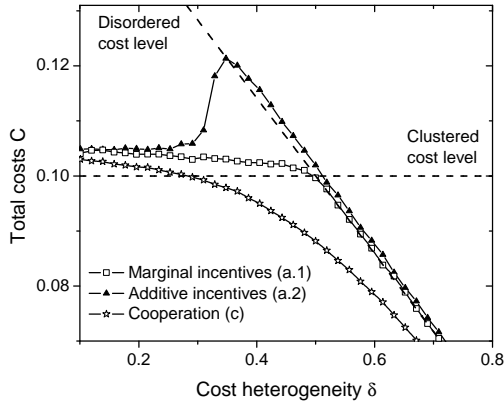 Disordered
cost level
0.12
Clustered
cost level
0.10
Total costs C
Marginal incentives (a.1)
Additive incentives (a.2)
0.08
Cooperation (c)
0.2 0.4 0.6 0.8
Cost heterogeneity δ